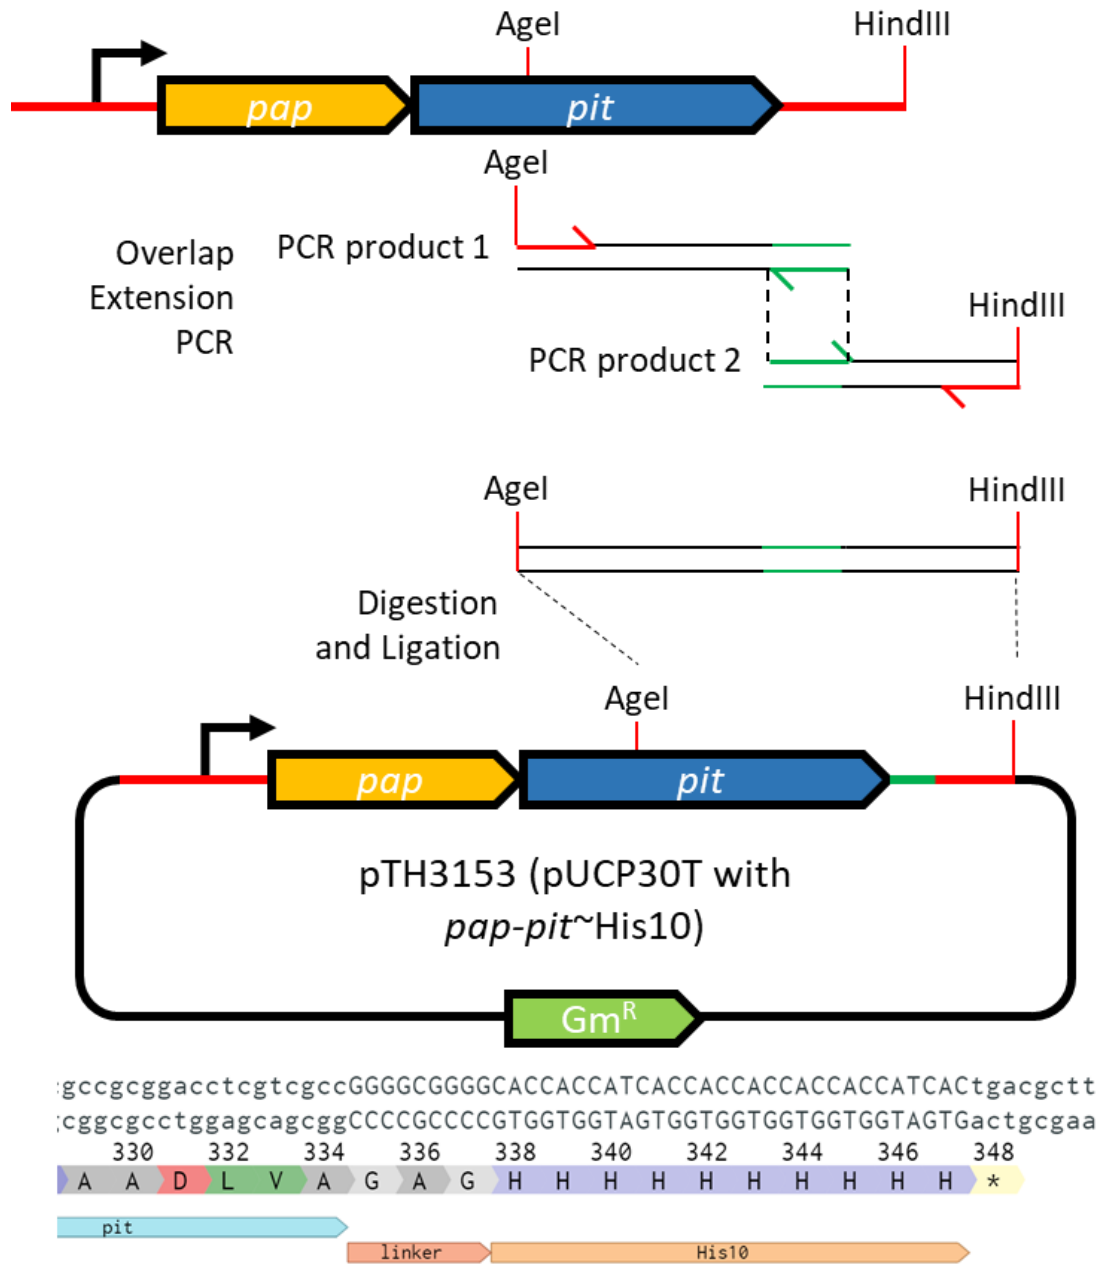 AgeI HindIII
pap pit
AgeI
Overlap Extension PCR
PCR product 1
HindIII
PCR product 2
AgeI HindIII
Digestion and Ligation
AgeI HindIII
pap pit
pTH3153 (pUCP30T with
pap-pit~His10)
GmR
gccgcggacctcgtcgccGGGGCGGGGCACCACCATCACCACCACCACCACCATCACtgacgctt
cggcgcctggagcagcggCCCCGCCCCGTGGTGGTAGTGGTGGTGGTGGTGGTAGTGactgcgaa
330 332 334 336 338 340 342 344 346 348
A A D L V A G A G H H H H H H H H H H *
pit
linker His10